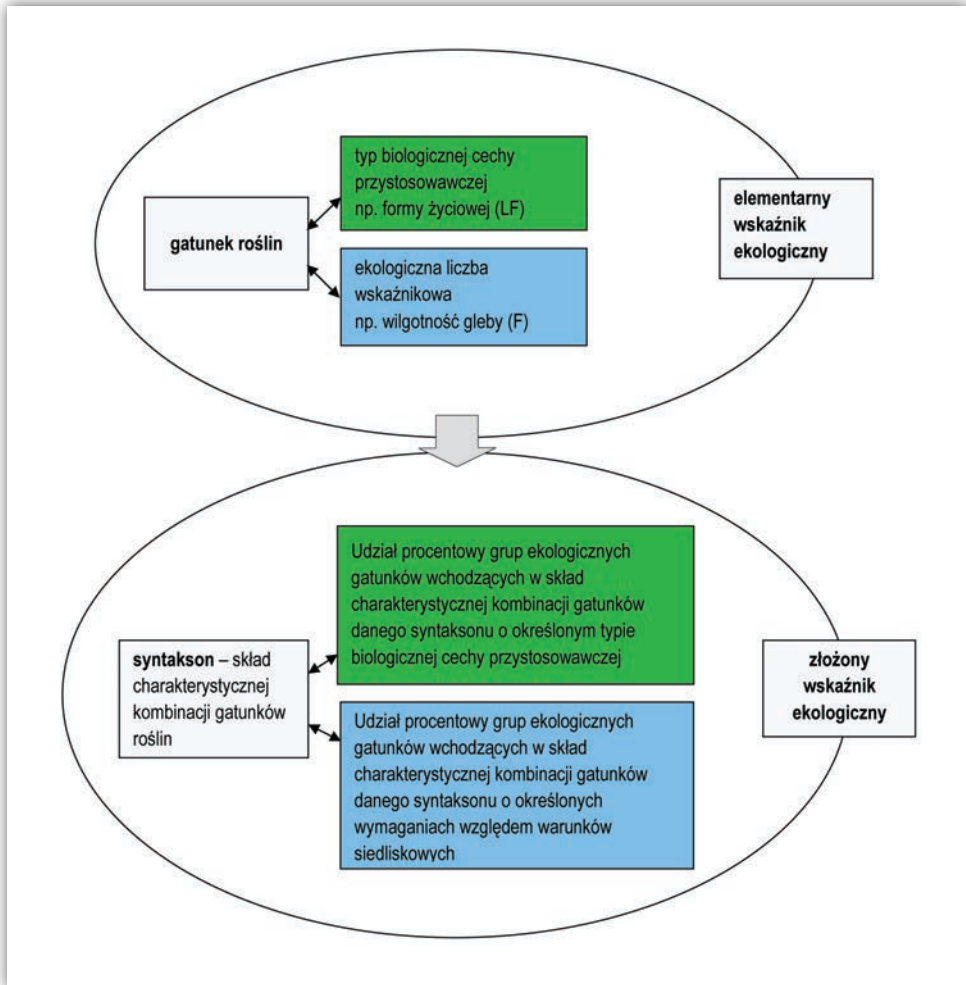 typ biologicznej cechy
przystosowawczej
np. formy życiowej (LF)
gatunek roślin
ekologiczna liczba
wskaźnikowa
np. wilgotność gleby (F)
elementarny
wskaźnik
ekologiczny
Udział procentowy grup ekologicznych
gatunków wchodzących w skład
charakterystycznej kombinacji gatunków
danego syntaksonu o określonym typie
biologicznej cechy przystosowawczej
syntakson – skład
charakterystycznej
kombinacji gatunków
roślin
Udział procentowy grup ekologicznych
gatunków wchodzących w skład
charakterystycznej kombinacji gatunków
danego syntaksonu o określonych
wymaganiach względem warunków
siedliskowych
złożony
wskaźnik
ekologiczny